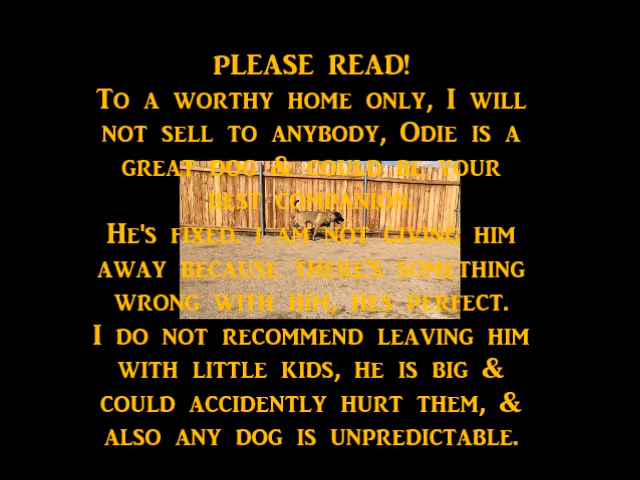 PLEASE READ!
TO A WORTHY HOME ONLY, I WILL
NOT SELL TO ANYBODY, ODIE IS A
GREAT DOG & COULD BE YOUR
BEST COMPANION.
HE'S FIXED. I AM NOT GIVING HIM
AWAY BECAUSE THERE'S SOMETHING
WRONG WITH HIM, HES PERFECT.
I DO NOT RECOMMEND LEAVING HIM
WITH LITTLE KIDS, HE IS BIG &
COULD ACCIDENTLY HURT THEM, &
ALSO ANY DOG IS UNPREDICTABLE.